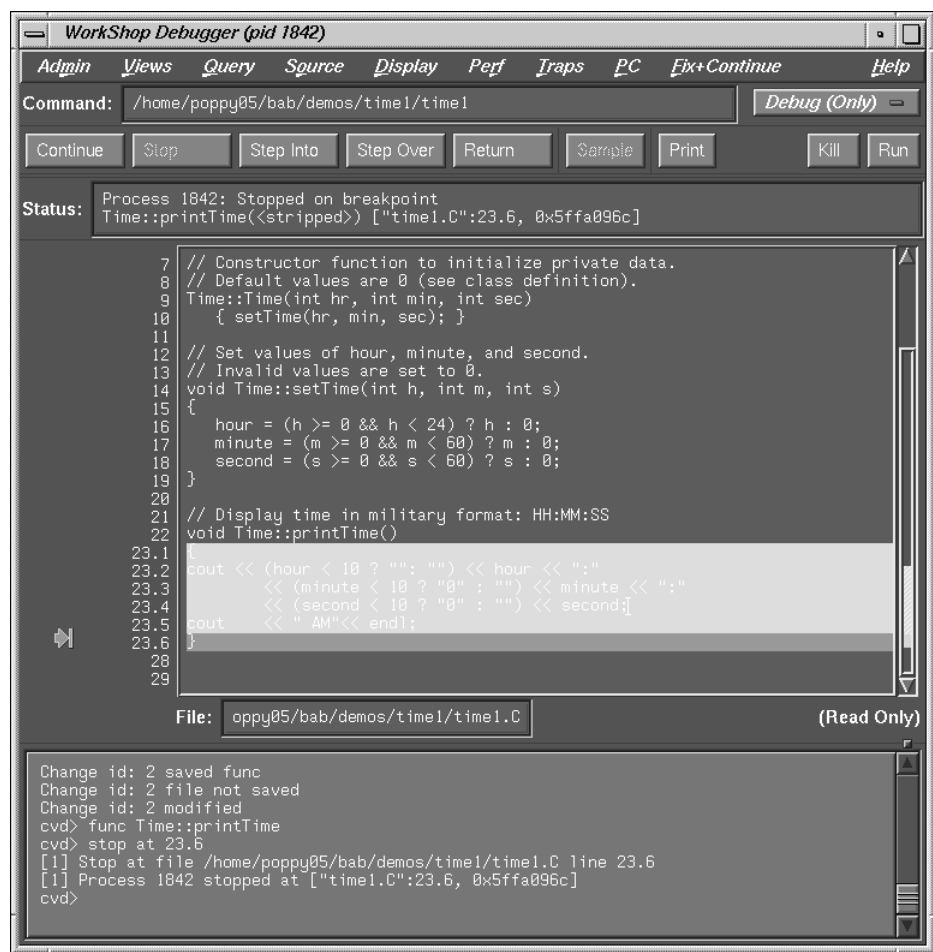 WorkShop Debugger (pid 1842)
Admin Views Query Source Display Perf Traps PC Fix+Continue Help
Command: /home/poppy05/bab/demos/time1/time1 Debug (Only)
Continue Stop Step Into Step Over Return Sample Print Kill Run
Status: Process 1842: Stopped on breakpoint
Time::printTime(<stripped>) ["time1.C":23.6, 0x5ffa096c]
7 // Constructor function to initialize private data.
8 // Default values are 0 (see class definition).
9 Time::Time(int hr, int min, int sec)
10    { setTime(hr, min, sec); }
11
12 // Set values of hour, minute, and second.
13 // Invalid values are set to 0.
14 void Time::setTime(int h, int m, int s)
15 {
16    hour = (h >= 0 && h < 24) ? h : 0;
17    minute = (m >= 0 && m < 60) ? m : 0;
18    second = (s >= 0 && s < 60) ? s : 0;
19 }
20
21 // Display time in military format: HH:MM:SS
22 void Time::printTime()
23.1 {
23.2 cout << (hour < 10 ? "": "") << hour << ":"
23.3         << (minute < 10 ? "0" : "") << minute << ":"
23.4         << (second < 10 ? "0" : "") << second;
23.5 cout    << " AM"<< endl;
23.6 }
28
29
File: oppy05/bab/demos/time1/time1.C (Read Only)
Change id: 2 saved func
Change id: 2 file not saved
Change id: 2 modified
cvd> func Time::printTime
cvd> stop at 23.6
[1] Stop at file /home/poppy05/bab/demos/time1/time1.C line 23.6
[1] Process 1842 stopped at ["time1.C":23.6, 0x5ffa096c]
cvd>